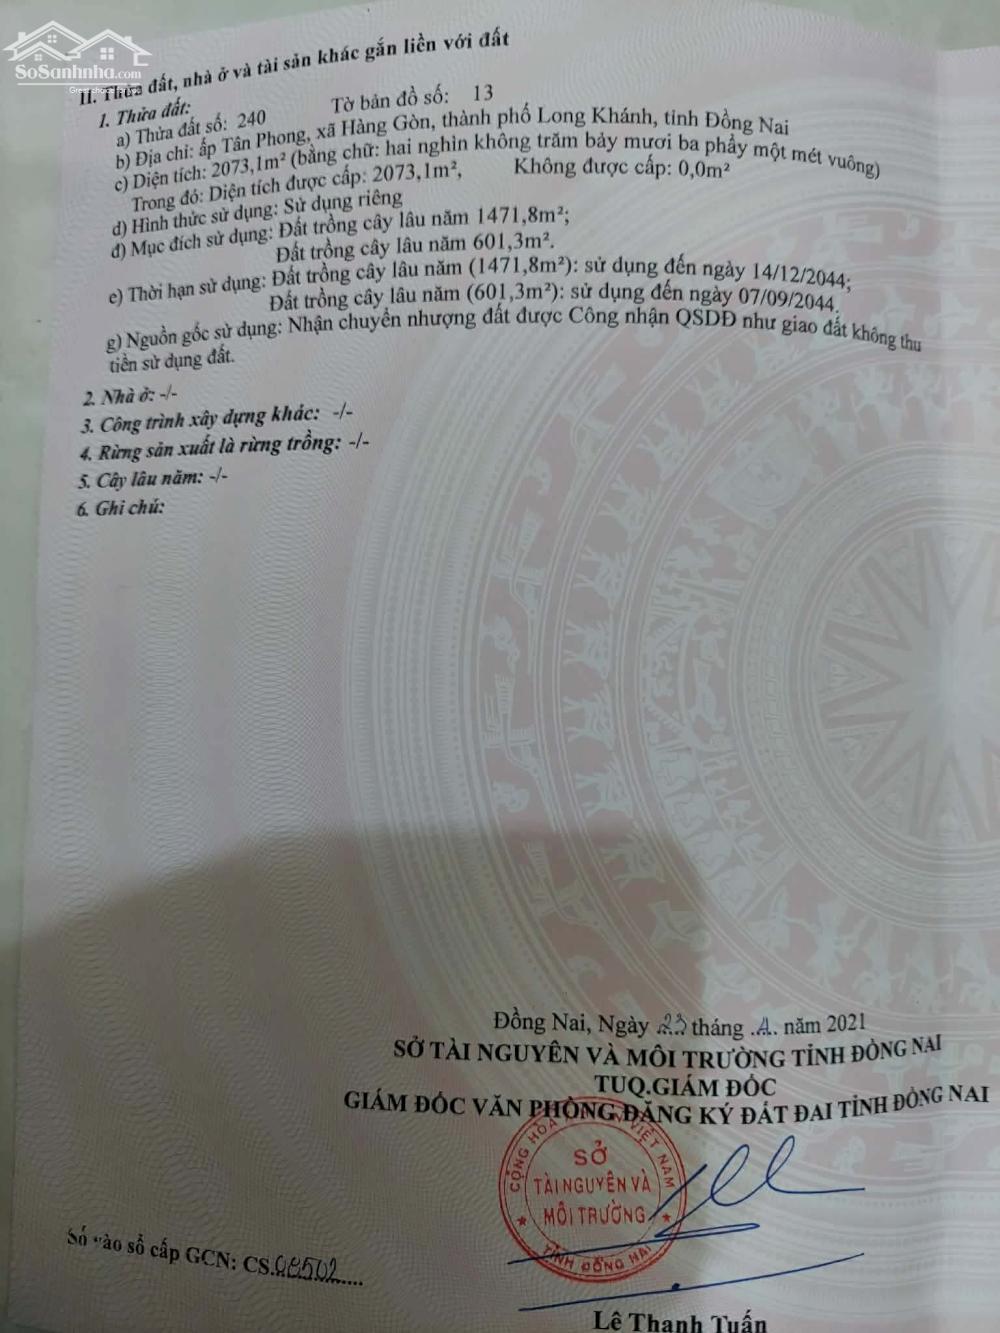 SoSanhnha.com
II. Thửa đất, nhà ở và tài sản khác gắn liền với đất
1. Thửa đất:
a) Thửa đất số: 240 Tờ bản đồ số: 13
b) Địa chỉ: ấp Tân Phong, xã Hàng Gòn, thành phố Long Khánh, tỉnh Đồng Nai
c) Diện tích: 2073,1m² (bằng chữ: hai nghìn không trăm bảy mươi ba phẩy một mét vuông)
Trong đó: Diện tích được cấp: 2073,1m², Không được cấp: 0,0m²
d) Hình thức sử dụng: Sử dụng riêng
đ) Mục đích sử dụng: Đất trồng cây lâu năm 1471,8m²;
Đất trồng cây lâu năm 601,3m².
e) Thời hạn sử dụng: Đất trồng cây lâu năm (1471,8m²): sử dụng đến ngày 14/12/2044;
Đất trồng cây lâu năm (601,3m²): sử dụng đến ngày 07/09/2044.
g) Nguồn gốc sử dụng: Nhận chuyển nhượng đất được Công nhận QSDĐ như giao đất không thu
tiền sử dụng đất.
2. Nhà ở: -/-
3. Công trình xây dựng khác: -/-
4. Rừng sản xuất là rừng trồng: -/-
5. Cây lâu năm: -/-
6. Ghi chú:
Đồng Nai, Ngày 23 tháng .4. năm 2021
SỞ TÀI NGUYÊN VÀ MÔI TRƯỜNG TỈNH ĐỒNG NAI
TUQ.GIÁM ĐỐC
GIÁM ĐỐC VĂN PHÒNG ĐĂNG KÝ ĐẤT ĐAI TỈNH ĐỒNG NAI
CỘNG HÒA VIỆT NAM
SỞ
TÀI NGUYÊN VÀ
MÔI TRƯỜNG
TỈNH ĐỒNG NAI
Số vào sổ cấp GCN: CS.
Lê Thanh Tuấn